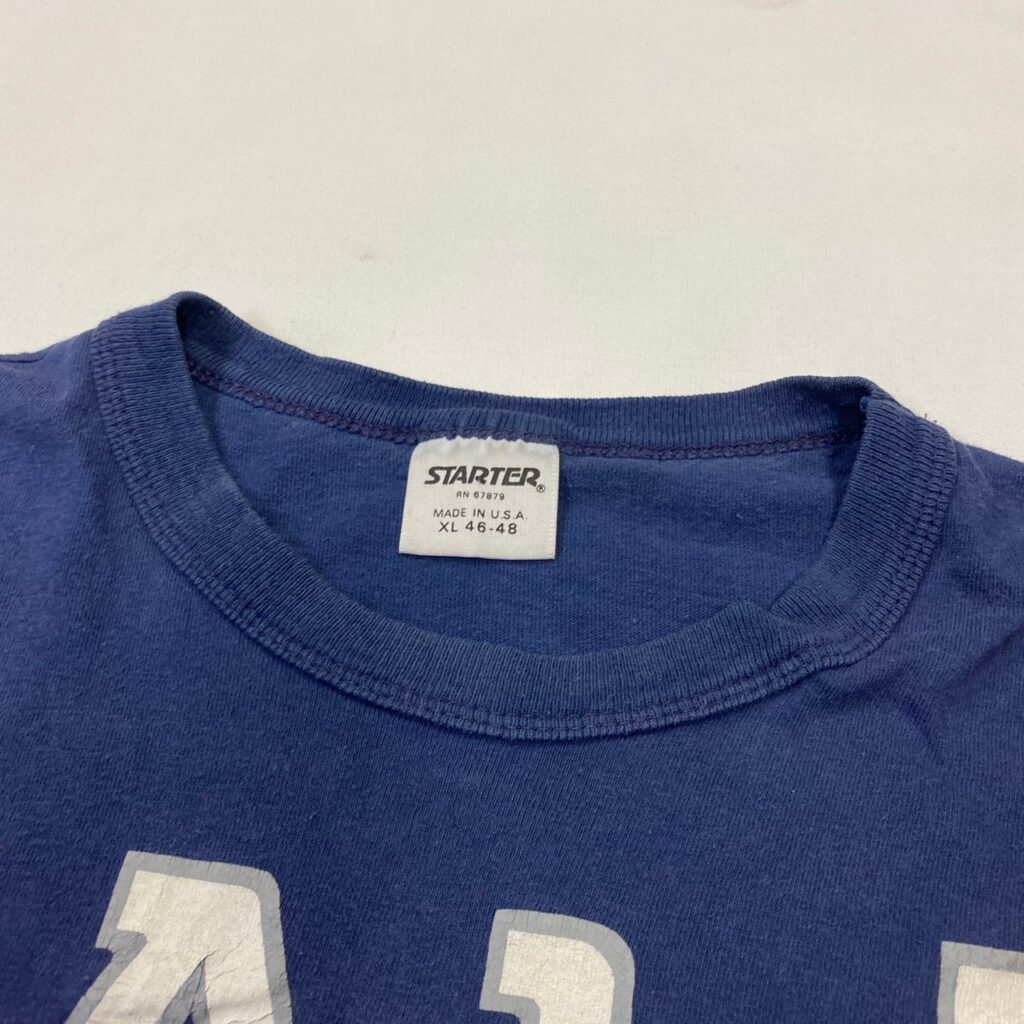 STARTER®
RN 67879
MADE IN U.S.A.
XL 46-48